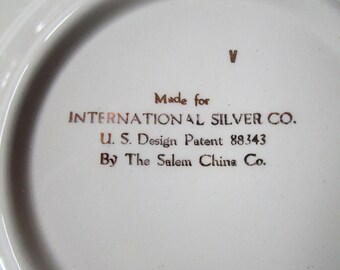 V
Made for
INTERNATIONAL SILVER CO.
U. S. Design Patent 88343
By The Salem China Co.